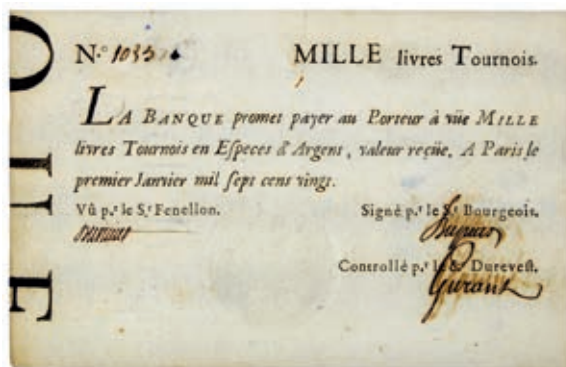 N.º MILLE livres Tournois.
LA BANQUE promet payer au Porteur à vüe MILLE
livres Tournois en Especes d'Argent, valeur reçüe, A Paris le
premier Janvier mil sept cens vingt.
Vû p.r le S.r Fenellon. Signé p.r le S.r Bourgeois.
Controllé p.r le S. Durevest.